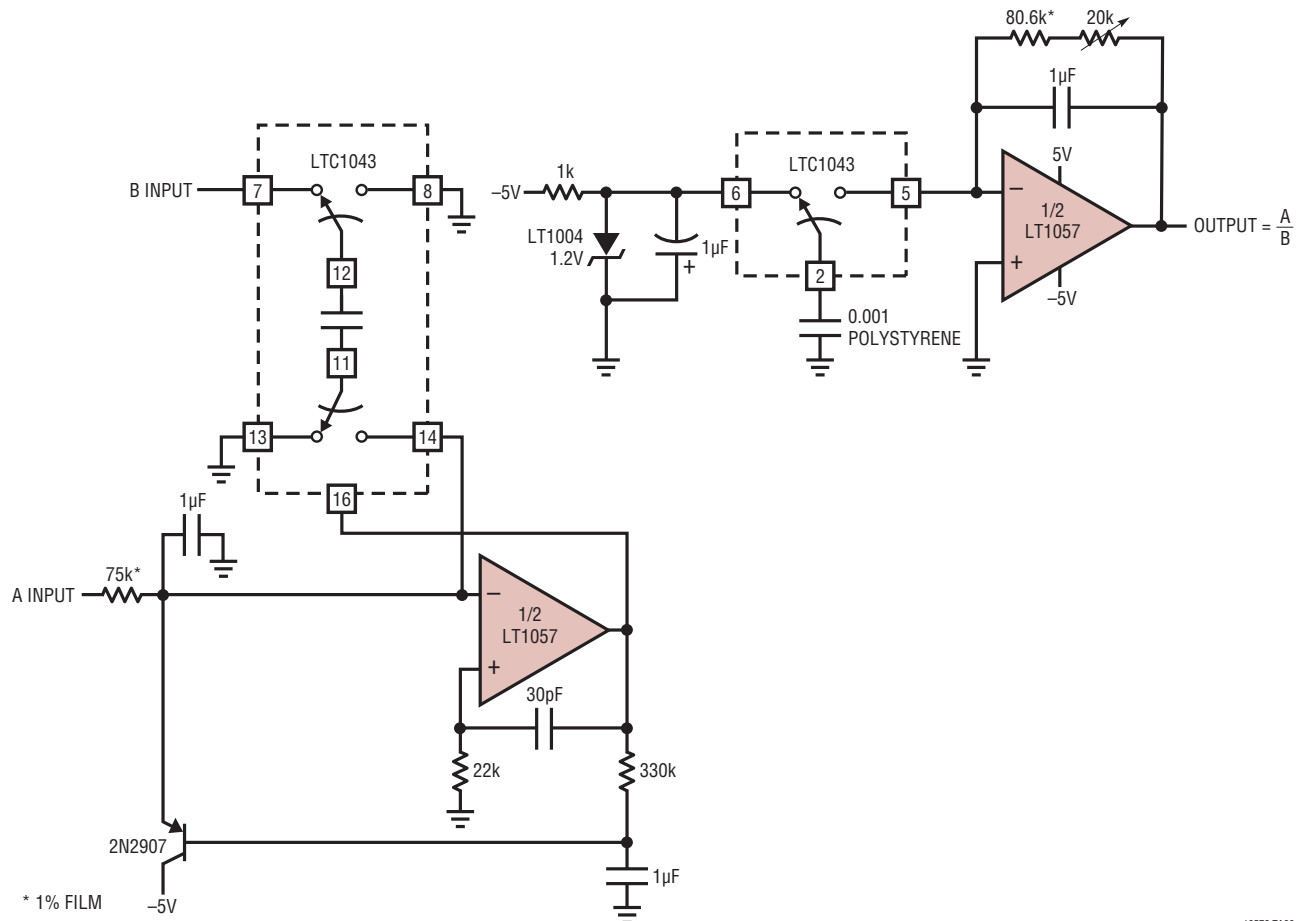 80.6k*
20k
1µF
5V
LTC1043
B INPUT
7
8
–5V
1k
LTC1043
6
5
–
1/2
LT1057
+
–5V
OUTPUT = A/B
LT1004
1.2V
1µF
+
2
0.001
POLYSTYRENE
12
11
13
14
16
1µF
75k*
A INPUT
–
1/2
LT1057
+
30pF
22k
330k
2N2907
–5V
1µF
* 1% FILM